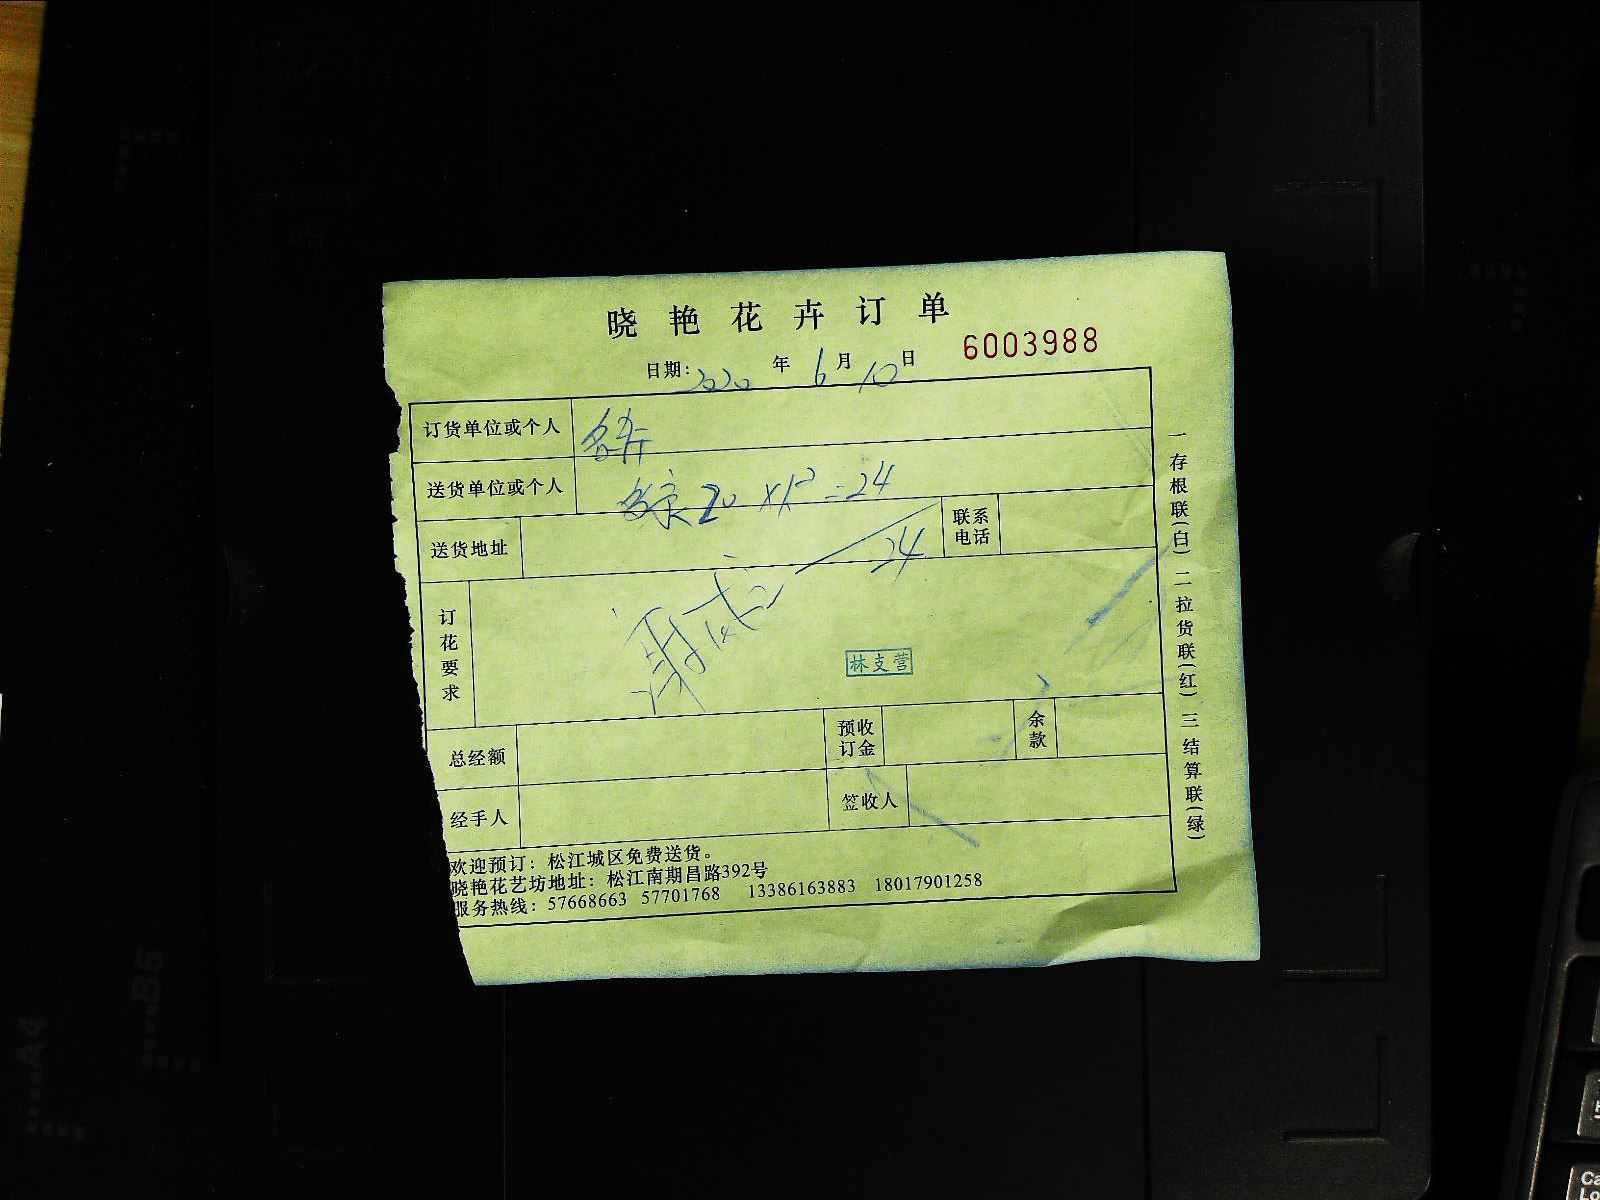 晓艳花卉订单
日期: 2020 年 6 月 10 日 6003988
订货单位或个人
送货单位或个人 20 × 1.2 = 24
送货地址 24 联系电话
订花要求
林支营
总经额 预收订金 余款
经手人 签收人
欢迎预订：松江城区免费送货。
晓艳花艺坊地址：松江南期昌路392号
服务热线：57668663 57701768 13386163883 18017901258
一存根联(白) 二拉货联(红) 三结算联(绿)
A4
B5